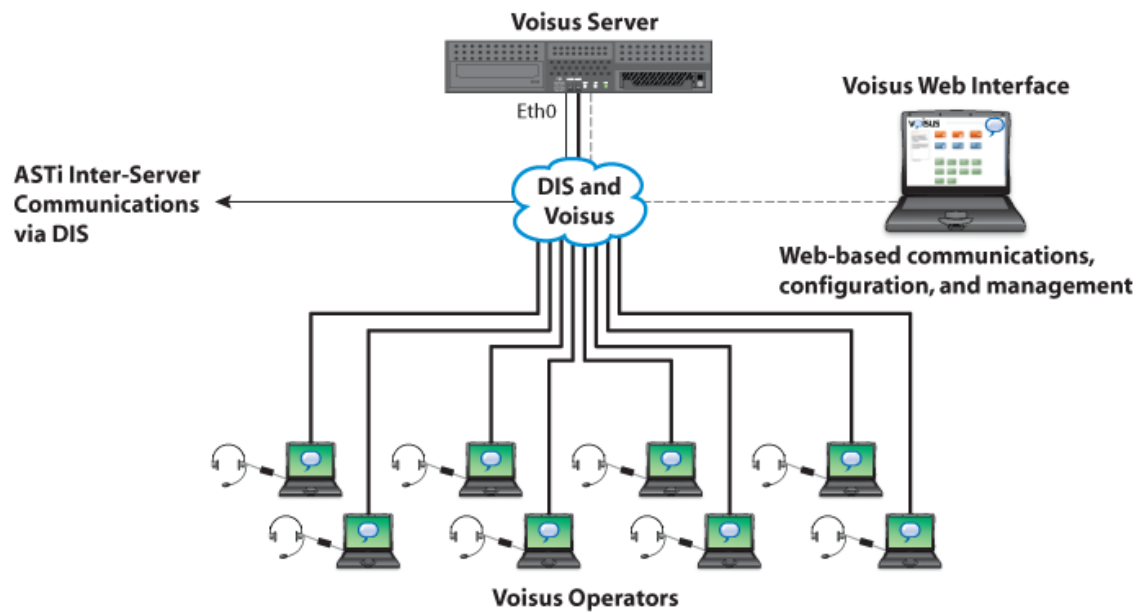 Voisus Server
Eth0
Voisus Web Interface
voisus
ASTi Inter-Server
Communications
via DIS
DIS and
Voisus
Web-based communications,
configuration, and management
Voisus Operators